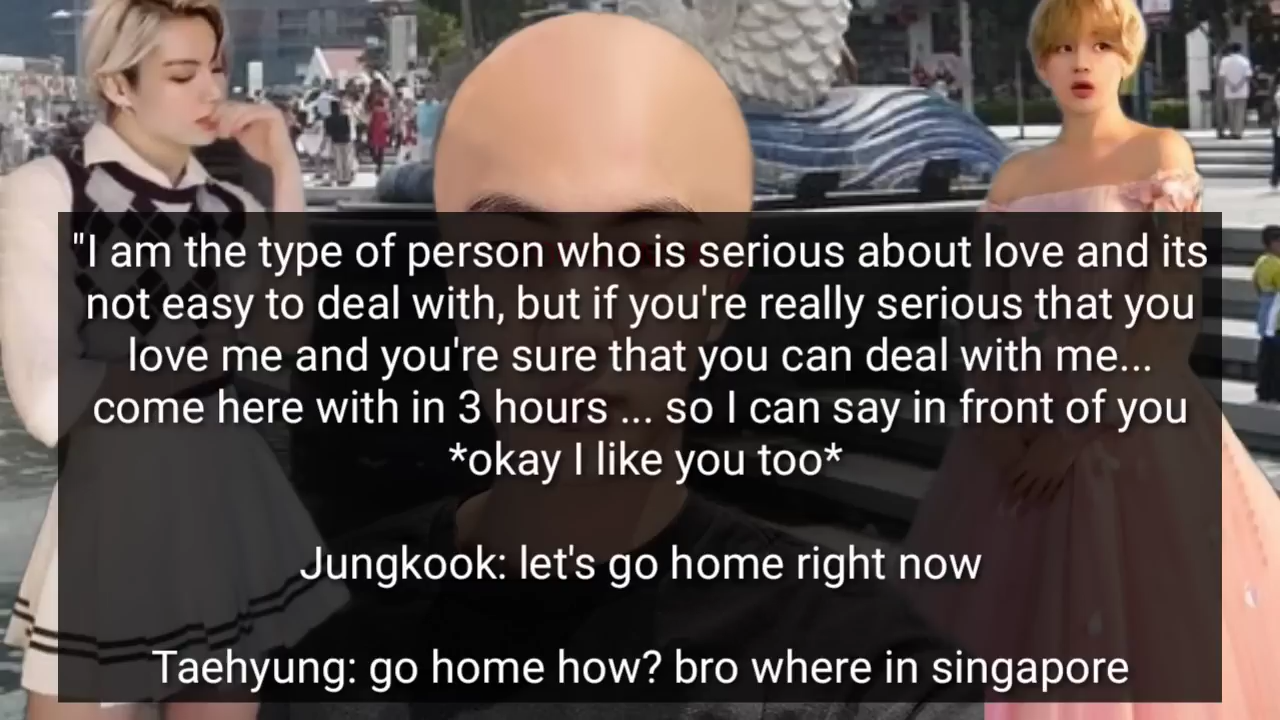 "I am the type of person who is serious about love and its
not easy to deal with, but if you're really serious that you
love me and you're sure that you can deal with me...
come here with in 3 hours ... so I can say in front of you
*okay I like you too*
Jungkook: let's go home right now
Taehyung: go home how? bro where in singapore